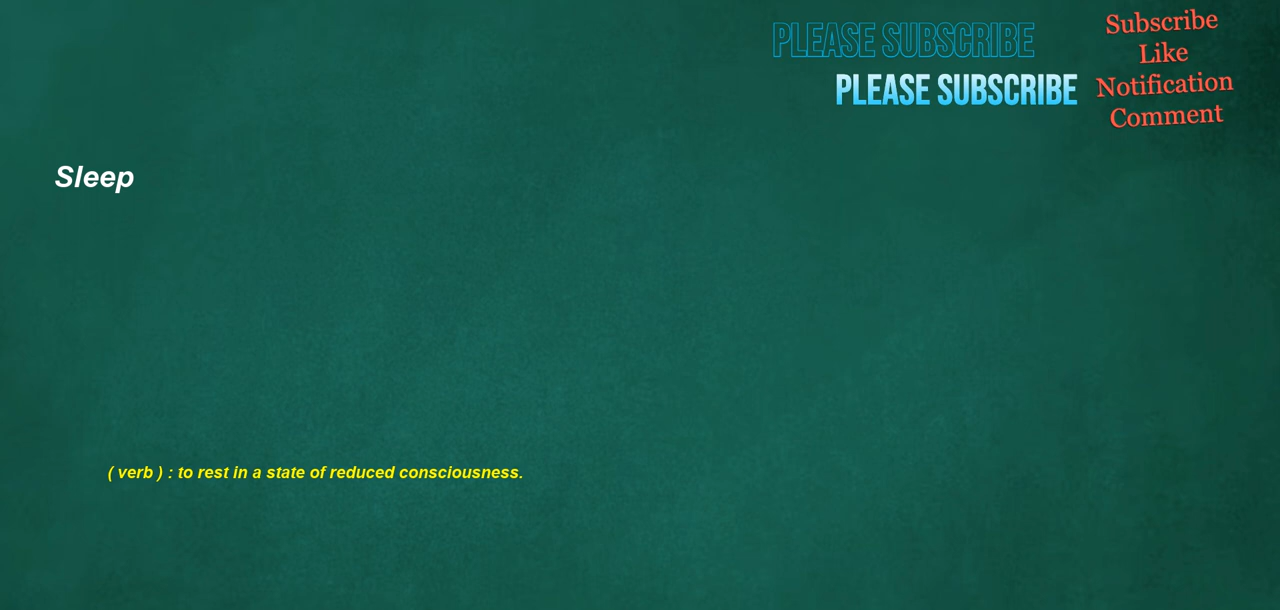 PLEASE SUBSCRIBE
PLEASE SUBSCRIBE
Subscribe
Like
Notification
Comment
Sleep
( verb ) : to rest in a state of reduced consciousness.